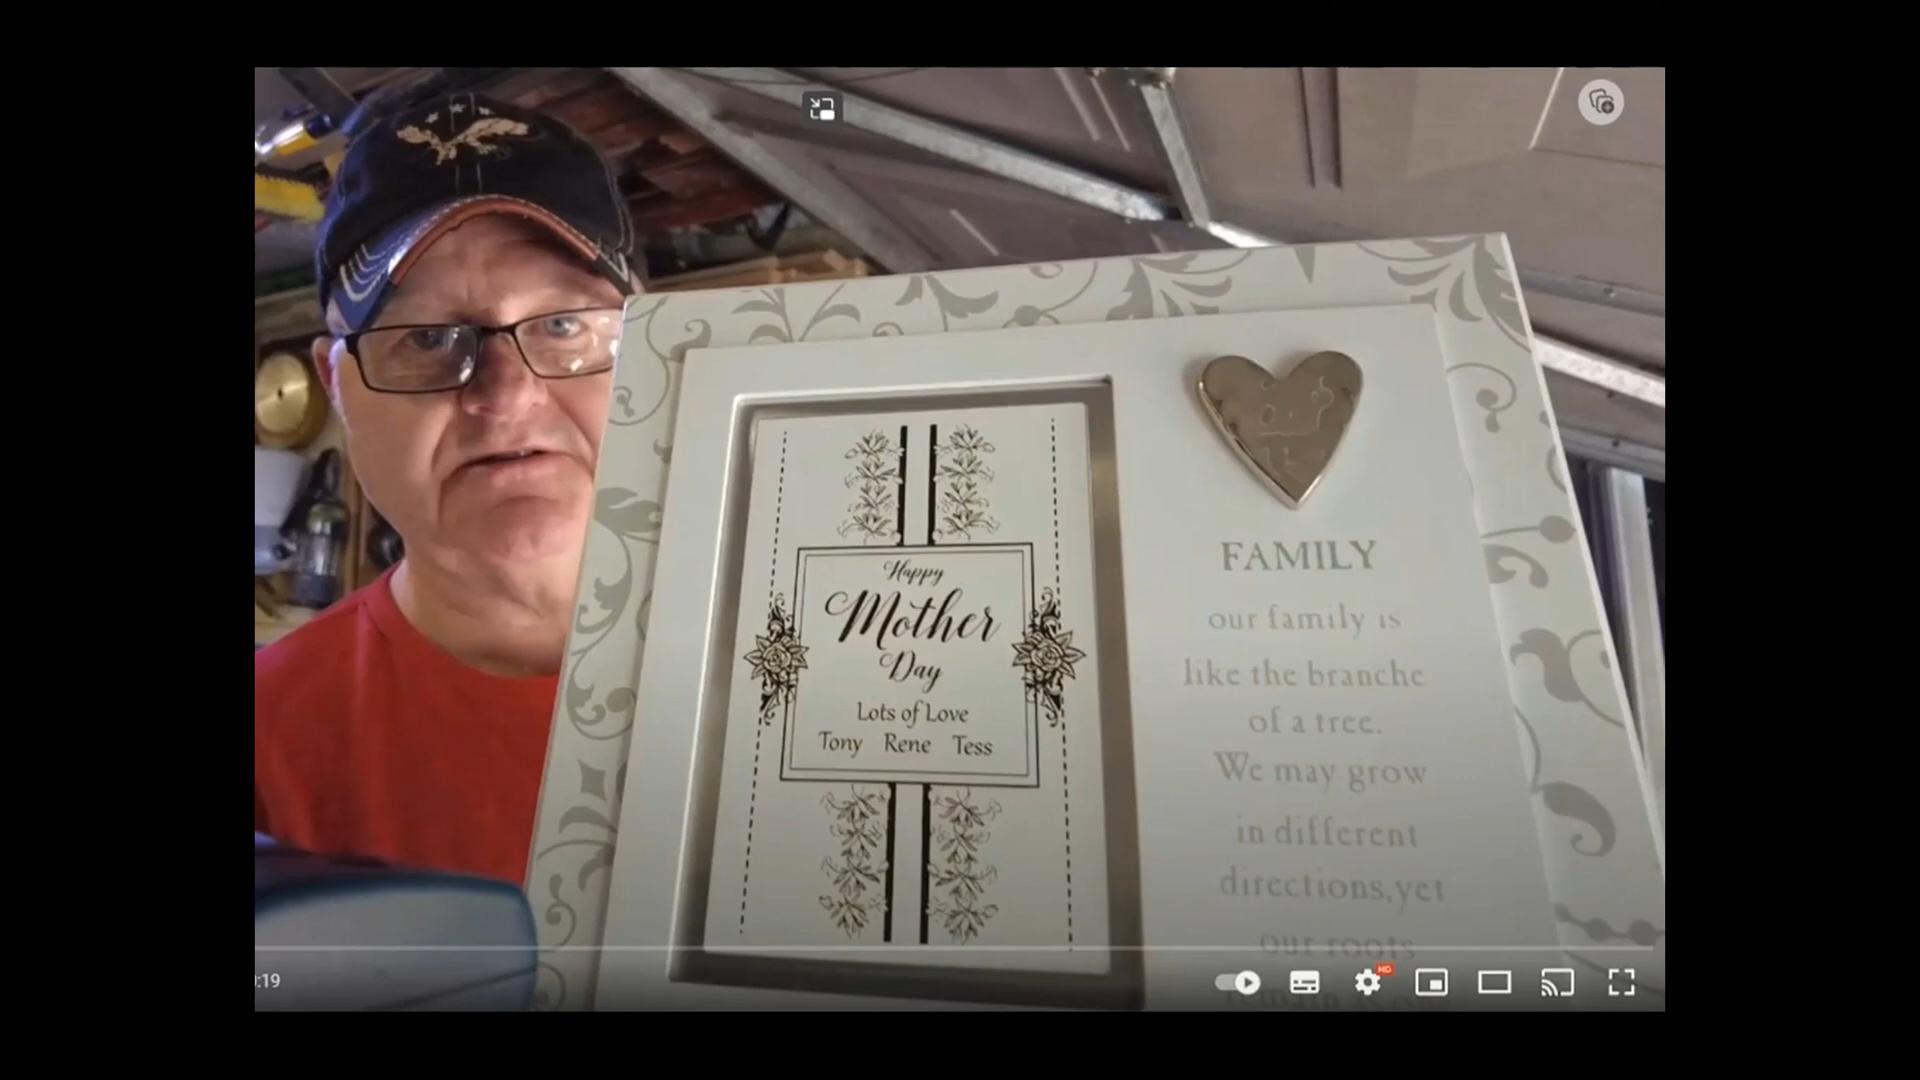 Happy
Mother
Day
Lots of Love
Tony Rene Tess
FAMILY
our family is
like the branche
of a tree.
We may grow
in different
directions,yet
our roots
:19
HD